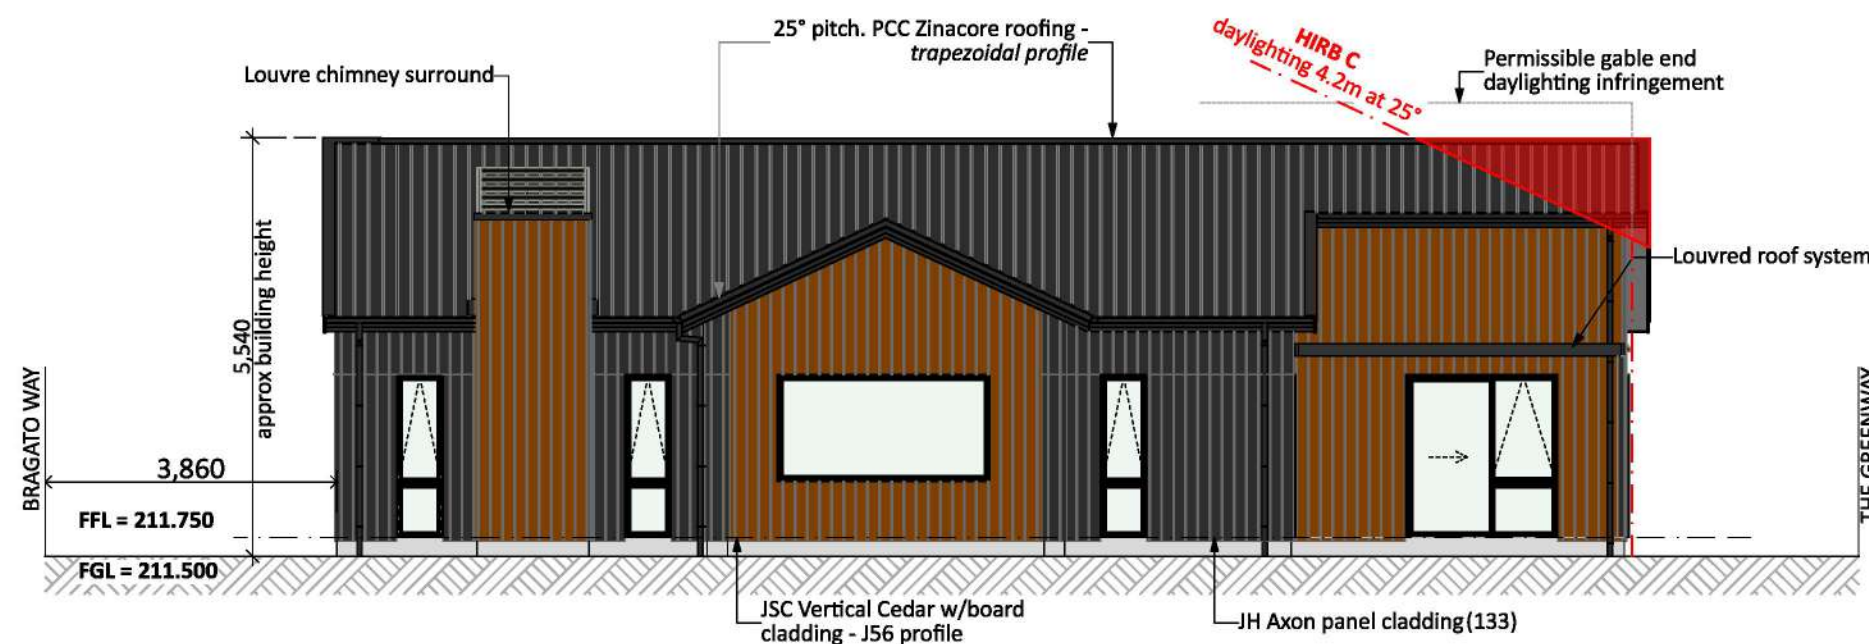 25° pitch. PCC Zinacore roofing -
trapezoidal profile
HIRB C
daylighting 4.2m at 25°
Permissible gable end
daylighting infringement
Louvre chimney surround
Louvred roof system
5,540
approx building height
BRAGATO WAY
3,860
THE GREENWAY
FFL = 211.750
FGL = 211.500
JSC Vertical Cedar w/board
cladding - J56 profile
JH Axon panel cladding (133)